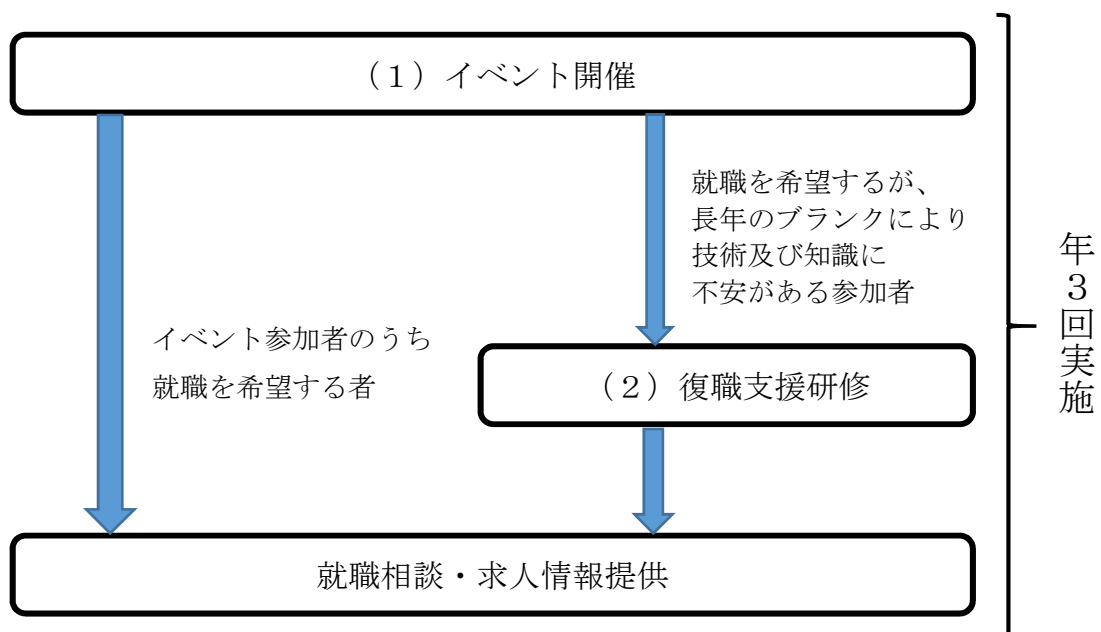 （１）イベント開催
就職を希望するが、
長年のブランクにより
技術及び知識に
不安がある参加者
イベント参加者のうち
就職を希望する者
（２）復職支援研修
就職相談・求人情報提供
年３回実施